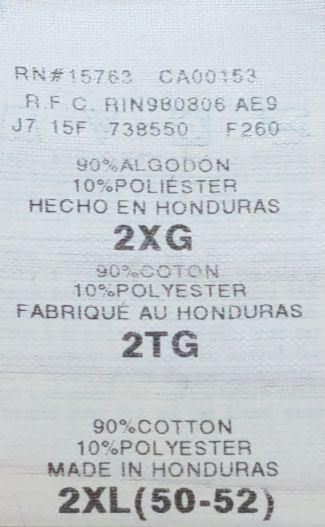 RN#15763 CA00153
R.F.C. RIN980806 AE9
J7 15F 738550 F260
90%ALGODÓN
10%POLIÉSTER
HECHO EN HONDURAS
2XG
90%COTON
10%POLYESTER
FABRIQUÉ AU HONDURAS
2TG
90%COTTON
10%POLYESTER
MADE IN HONDURAS
2XL(50-52)